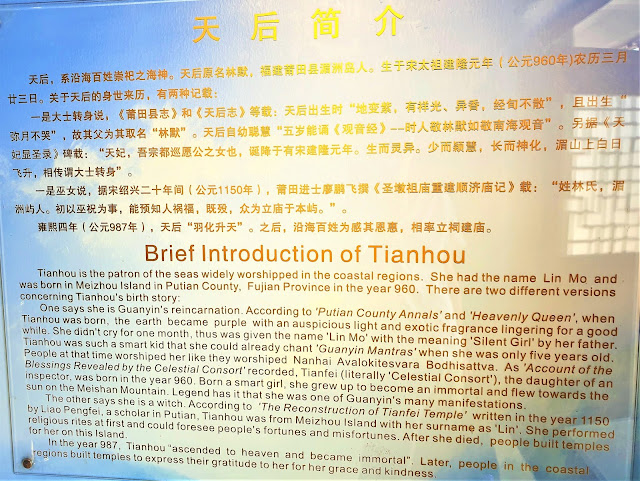 天后简介
天后，系沿海百姓崇祀之海神。天后原名林默，福建莆田县湄洲岛人。生于宋太祖建隆元年（公元960年)农历三月
廿三日。关于天后的身世来历，有两种记载：
一是大士转身说，《莆田县志》和《天后志》等载：天后出生时“地变紫，有祥光、异香，经旬不散”，且出生“
弥月不哭”，故其父为其取名“林默”。天后自幼聪慧“五岁能诵《观音经》--时人敬林默如敬南海观音”。另据《天
妃显圣录》碑载：“天妃，吾宗都巡愿公之女也，诞降于有宋建隆元年。生而灵异。少而颖慧，长而神化，湄山上白日
飞升，相传谓大士转身”。
一是巫女说，据宋绍兴二十年间（公元1150年），莆田进士廖鹏飞撰《圣墩祖庙重建顺济庙记》载：“姓林氏，湄
洲屿人。初以巫祝为事，能预知人祸福，既殁，众为立庙于本屿。”。
雍熙四年（公元987年），天后“羽化升天”。之后，沿海百姓为感其恩惠，相率立祠建庙。
Brief Introduction of Tianhou
Tianhou is the patron of the seas widely worshipped in the coastal regions. She had the name Lin Mo and
was born in Meizhou Island in Putian County, Fujian Province in the year 960. There are two different versions
concerning Tianhou's birth story:
One says she is Guanyin's reincarnation. According to 'Putian County Annals' and 'Heavenly Queen', when
Tianhou was born, the earth became purple with an auspicious light and exotic fragrance lingering for a good
while. She didn't cry for one month, thus was given the name 'Lin Mo' with the meaning 'Silent Girl' by her father.
Tianhou was such a smart kid that she could already chant 'Guanyin Mantras' when she was only five years old.
People at that time worshiped her like they worshiped Nanhai Avalokitesvara Bodhisattva. As 'Account of the
Blessings Revealed by the Celestial Consort' recorded, Tianfei (literally 'Celestial Consort'), the daughter of an
inspector, was born in the year 960. Born a smart girl, she grew up to become an immortal and flew towards the
sun on the Meishan Mountain. Legend has it that she was one of Guanyin's many manifestations.
The other says she is a witch. According to 'The Reconstruction of Tianfei Temple' written in the year 1150
by Liao Pengfei, a scholar in Putian, Tianhou was from Meizhou Island with her surname as 'Lin'. She performed
religious rites at first and could foresee people's fortunes and misfortunes. After she died, people built temples
for her on this Island.
In the year 987, Tianhou "ascended to heaven and became immortal". Later, people in the coastal
regions built temples to express their gratitude to her for her grace and kindness.